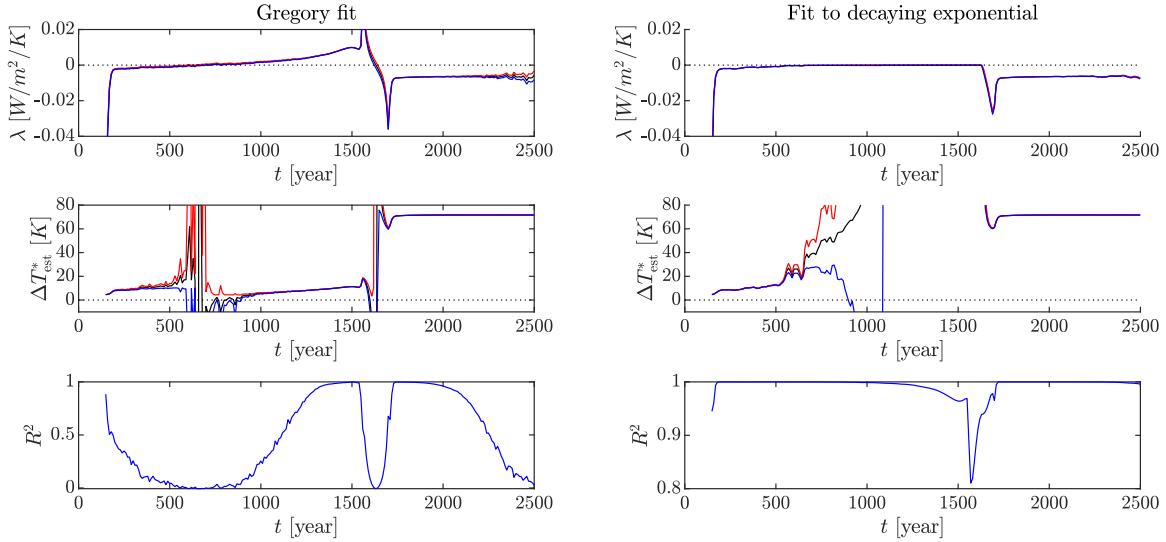 Gregory fit
0.02
0
-0.02
-0.04
λ [W/m²/K]
0 500 1000 1500 2000 2500
t [year]
80
60
40
20
0
ΔT*est [K]
0 500 1000 1500 2000 2500
t [year]
1
0.5
0
R²
0 500 1000 1500 2000 2500
t [year]
Fit to decaying exponential
0.02
0
-0.02
-0.04
λ [W/m²/K]
0 500 1000 1500 2000 2500
t [year]
80
60
40
20
0
ΔT*est [K]
0 500 1000 1500 2000 2500
t [year]
1
0.9
0.8
R²
0 500 1000 1500 2000 2500
t [year]